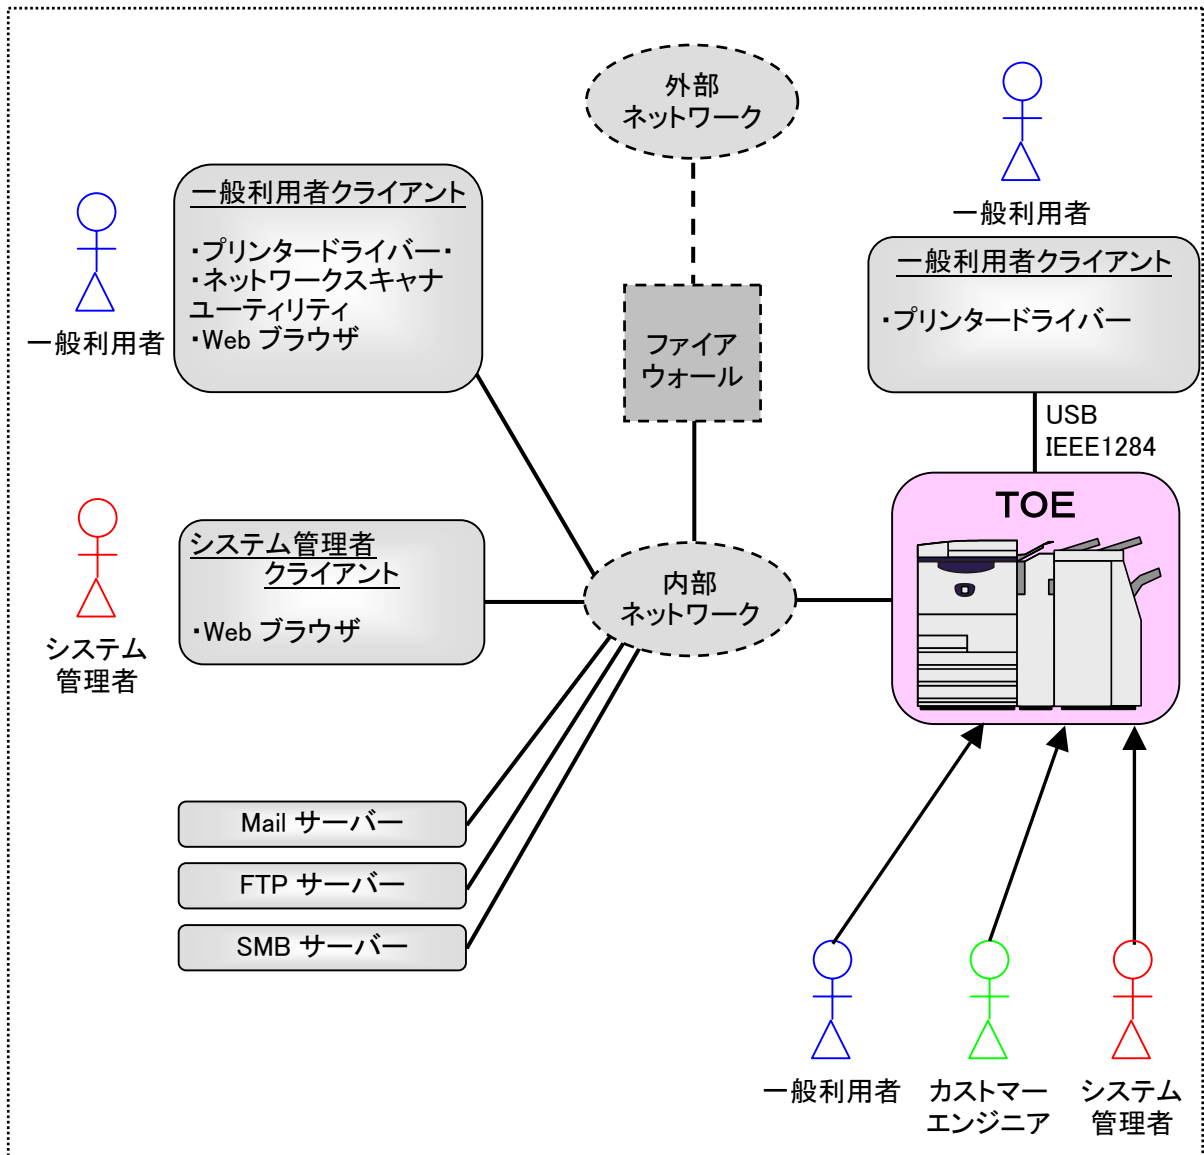 外部
ネットワーク
一般利用者
一般利用者クライアント
・プリンタードライバー・
・ネットワークスキャナ
ユーティリティ
・Web ブラウザ
一般利用者
一般利用者クライアント
・プリンタードライバー
ファイア
ウォール
USB
IEEE1284
TOE
システム管理者
クライアント
・Web ブラウザ
システム
管理者
内部
ネットワーク
Mail サーバー
FTP サーバー
SMB サーバー
一般利用者
カストマー
エンジニア
システム
管理者